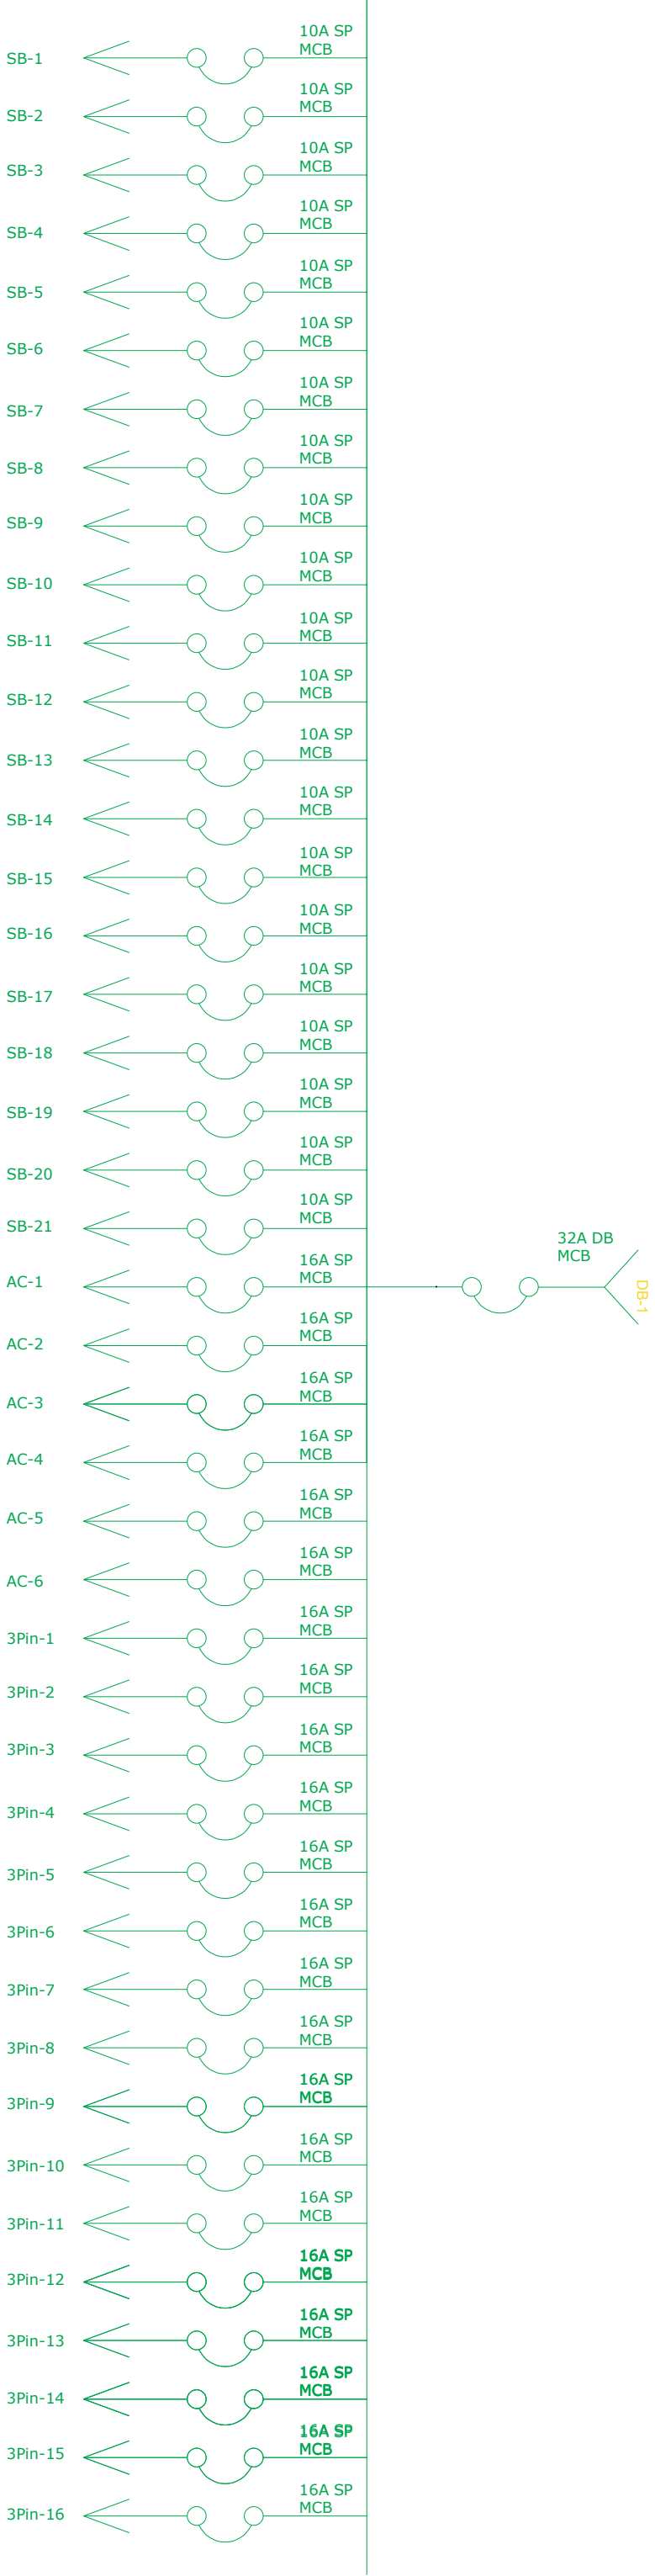 10A SP
MCB
SB-1
10A SP
MCB
SB-2
10A SP
MCB
SB-3
10A SP
MCB
SB-4
10A SP
MCB
SB-5
10A SP
MCB
SB-6
10A SP
MCB
SB-7
10A SP
MCB
SB-8
10A SP
MCB
SB-9
10A SP
MCB
SB-10
10A SP
MCB
SB-11
10A SP
MCB
SB-12
10A SP
MCB
SB-13
10A SP
MCB
SB-14
10A SP
MCB
SB-15
10A SP
MCB
SB-16
10A SP
MCB
SB-17
10A SP
MCB
SB-18
10A SP
MCB
SB-19
10A SP
MCB
SB-20
10A SP
MCB
SB-21
32A DB
MCB
DB-1
16A SP
MCB
AC-1
16A SP
MCB
AC-2
16A SP
MCB
AC-3
16A SP
MCB
AC-4
16A SP
MCB
AC-5
16A SP
MCB
AC-6
16A SP
MCB
3Pin-1
16A SP
MCB
3Pin-2
16A SP
MCB
3Pin-3
16A SP
MCB
3Pin-4
16A SP
MCB
3Pin-5
16A SP
MCB
3Pin-6
16A SP
MCB
3Pin-7
16A SP
MCB
3Pin-8
16A SP
MCB
3Pin-9
16A SP
MCB
3Pin-10
16A SP
MCB
3Pin-11
16A SP
MCB
3Pin-12
16A SP
MCB
3Pin-13
16A SP
MCB
3Pin-14
16A SP
MCB
3Pin-15
16A SP
MCB
3Pin-16